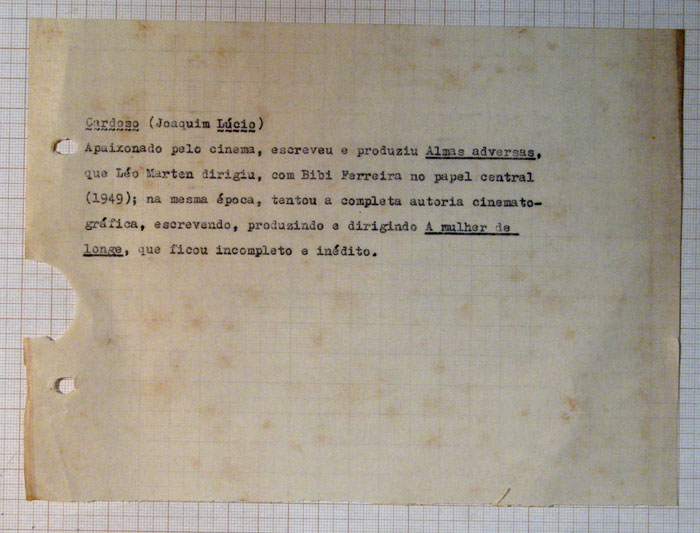 Cardoso (Joaquim Lúcio)
Apaixonado pelo cinema, escreveu e produziu Almas adversas,
que Léo Marten dirigiu, com Bibi Ferreira no papel central
(1949); na mesma época, tentou a completa autoria cinemato-
gráfica, escrevendo, produzindo e dirigindo A mulher de
longe, que ficou incompleto e inédito.